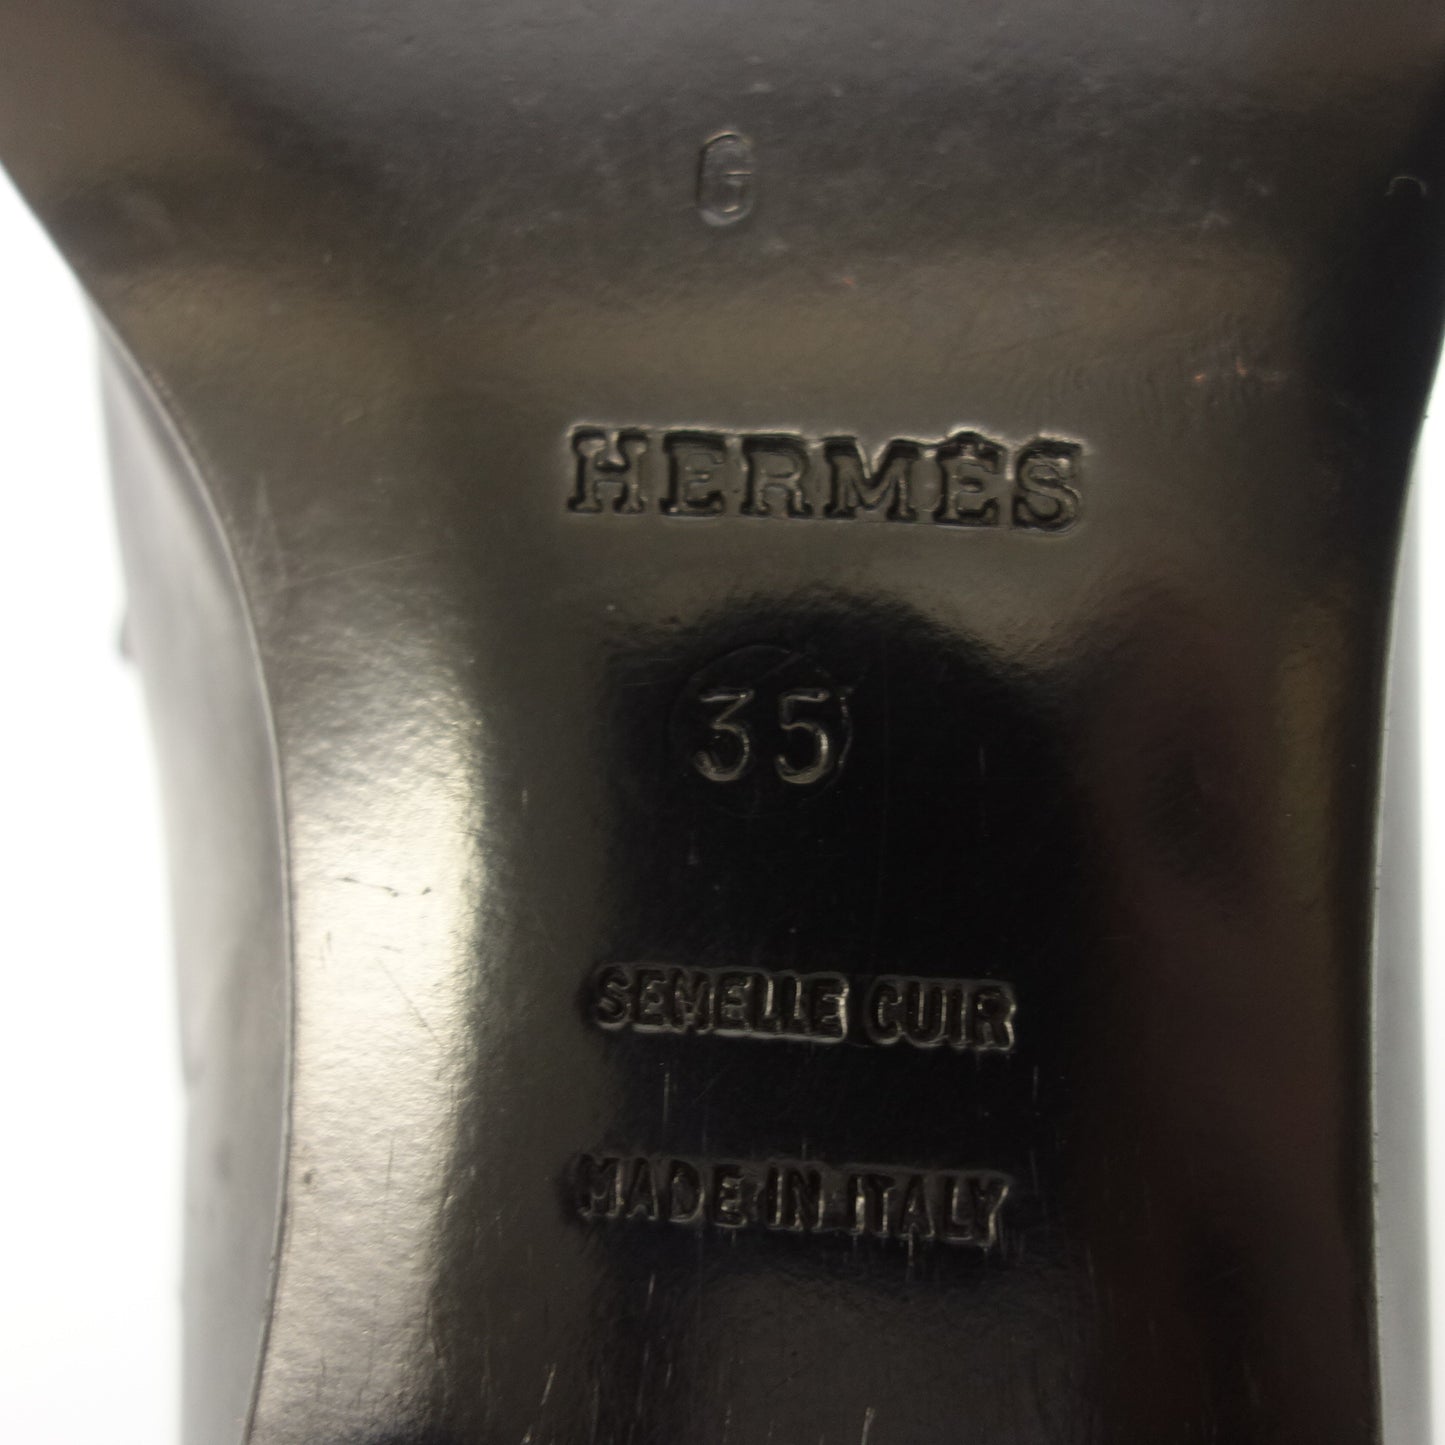 G
HERMÈS
35
SEMELLE CUIR
MADE IN ITALY